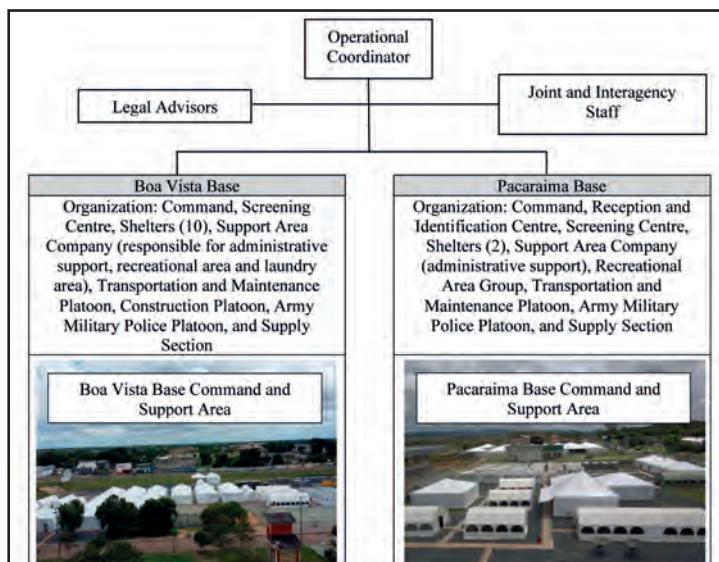 Operational
Coordinator
Legal Advisors
Joint and Interagency
Staff
Boa Vista Base
Organization: Command, Screening
Centre, Shelters (10), Support Area
Company (responsible for administrative
support, recreational area and laundry
area), Transportation and Maintenance
Platoon, Construction Platoon, Army
Military Police Platoon, and Supply
Section
Boa Vista Base Command and
Support Area
Pacaraima Base
Organization: Command, Reception and
Identification Centre, Screening Centre,
Shelters (2), Support Area Company
(administrative support), Recreational
Area Group, Transportation and
Maintenance Platoon, Army Military
Police Platoon, and Supply Section
Pacaraima Base Command and
Support Area